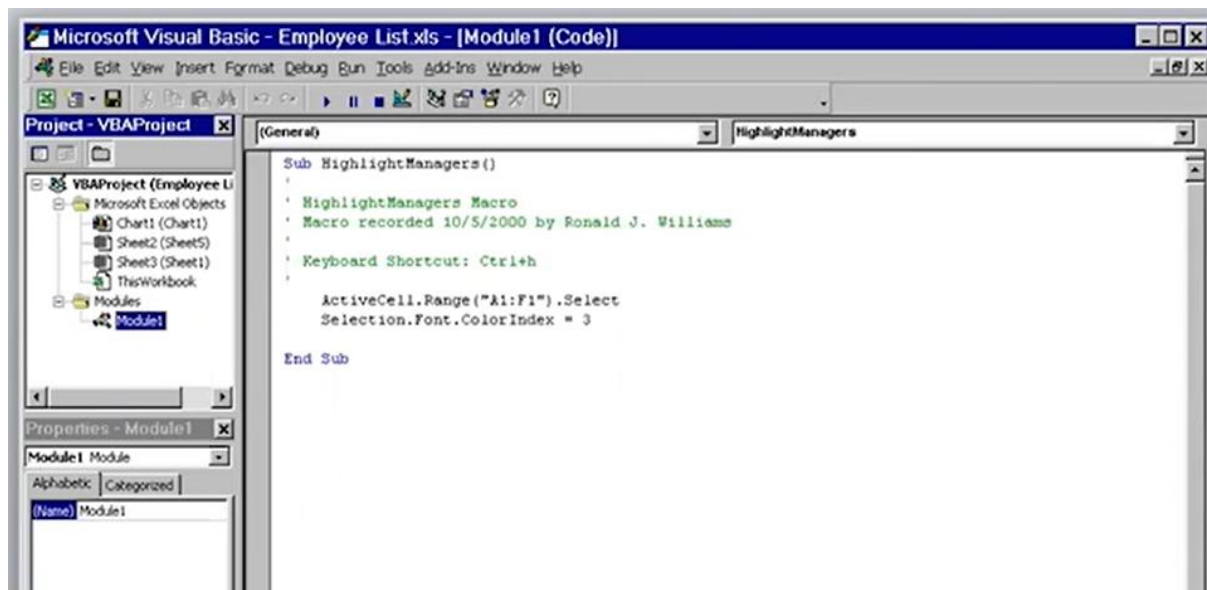 Microsoft Visual Basic - Employee List.xls - [Module1 (Code)]
File Edit View Insert Format Debug Run Tools Add-Ins Window Help
Project - VBAProject
(General)
HighlightManagers
VBAProject (Employee Li
Microsoft Excel Objects
Chart1 (Chart1)
Sheet2 (Sheet5)
Sheet3 (Sheet1)
ThisWorkbook
Modules
Module1
Sub HighlightManagers()
'
' HighlightManagers Macro
' Macro recorded 10/5/2000 by Ronald J. Williams
'
' Keyboard Shortcut: Ctrl+h
'
ActiveCell.Range("A1:F1").Select
Selection.Font.ColorIndex = 3
End Sub
Properties - Module1
Module1 Module
Alphabetic Categorized
(Name) Module1